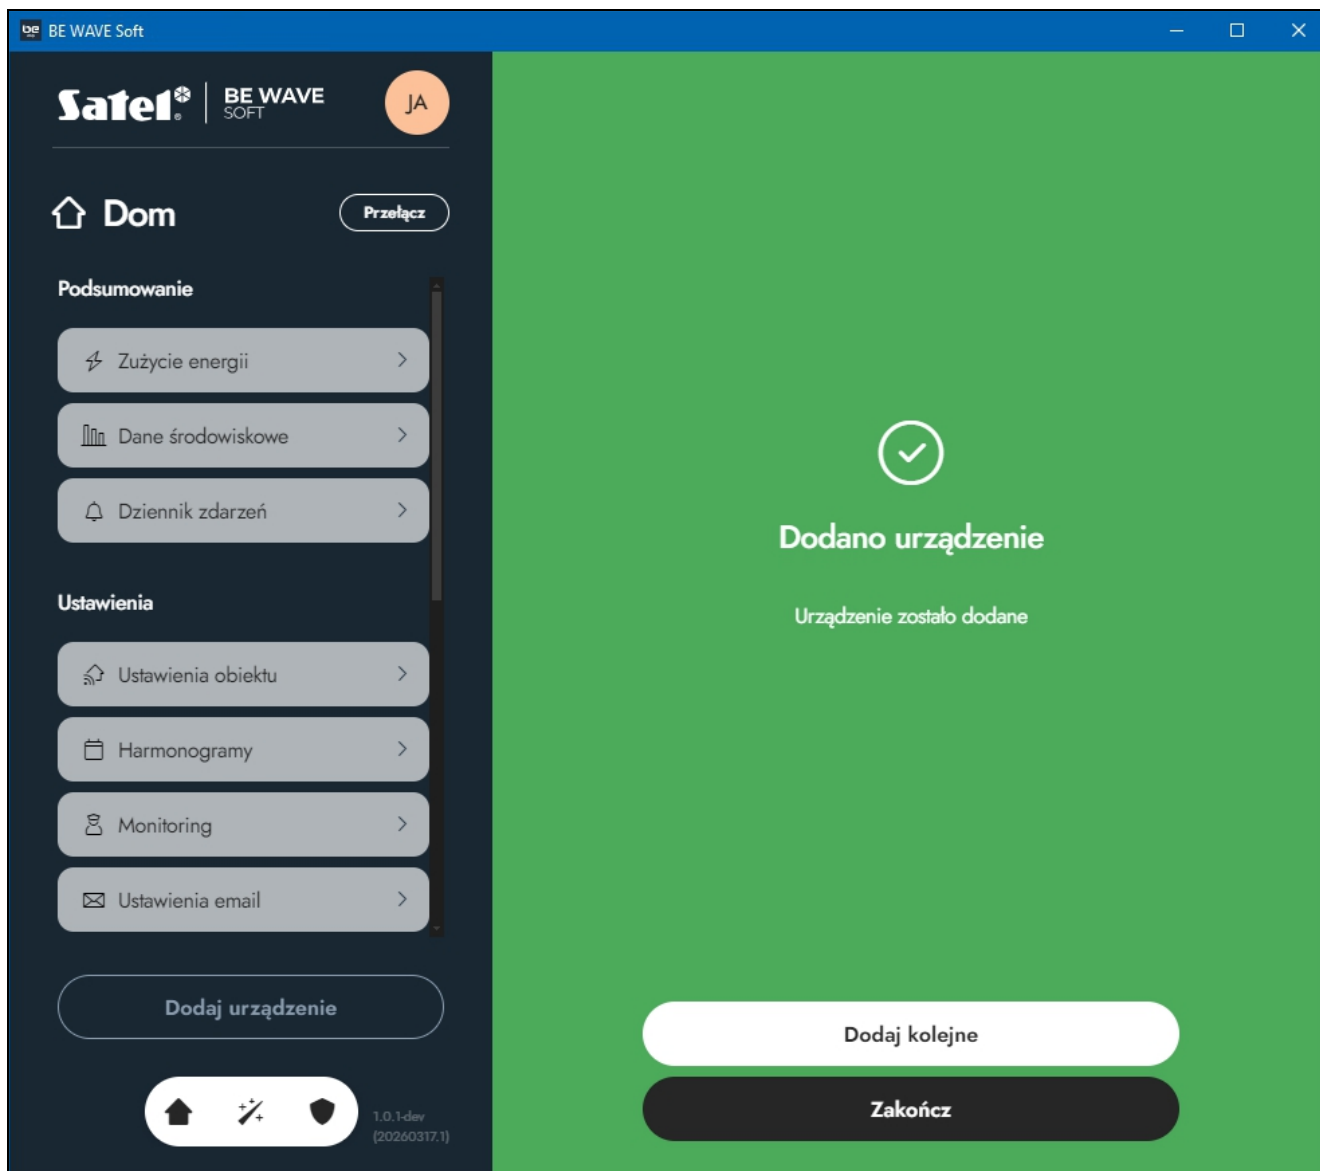 be
BE WAVE Soft
Satel® BE WAVE
SOFT
JA
Dom
Przełącz
Podsumowanie
Zużycie energii
Dane środowiskowe
Dziennik zdarzeń
Ustawienia
Ustawienia obiektu
Harmonogramy
Monitoring
Ustawienia email
Dodaj urządzenie
1.0.1-dev
(20260317.1)
Dodano urządzenie
Urządzenie zostało dodane
Dodaj kolejne
Zakończ